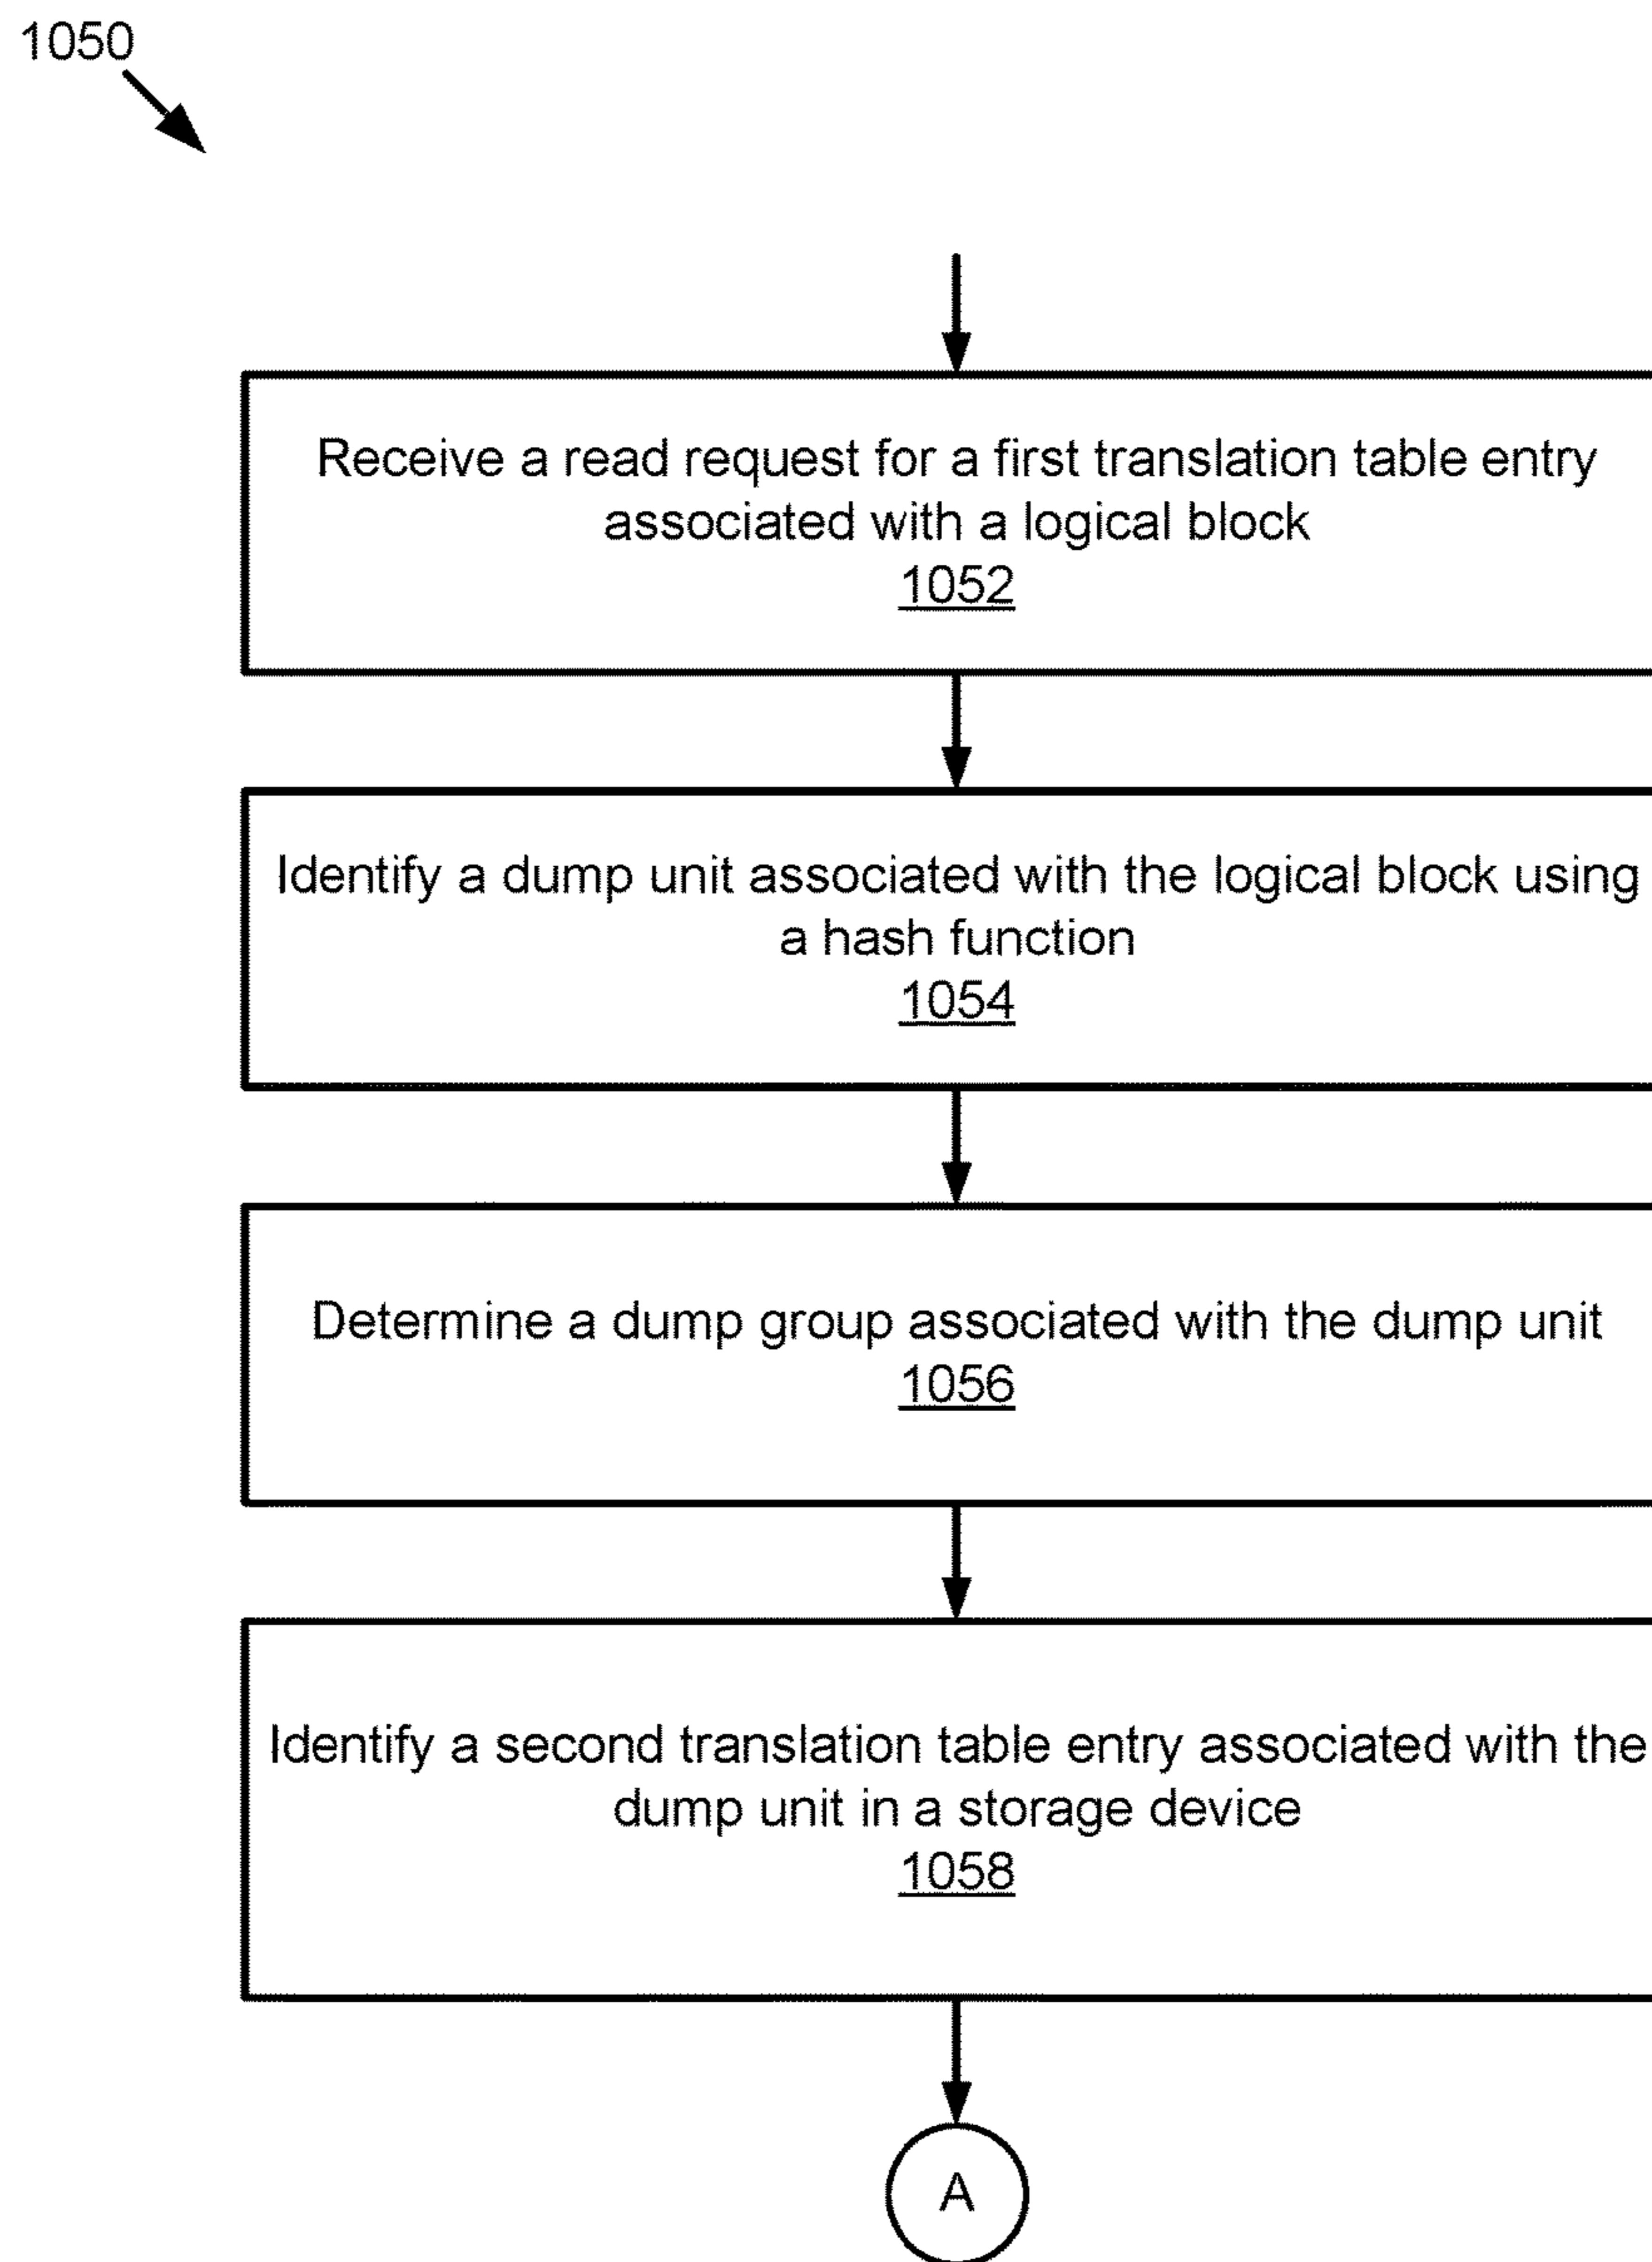 1050
Receive a read request for a first translation table entry
associated with a logical block
1052
Identify a dump unit associated with the logical block using
a hash function
1054
Determine a dump group associated with the dump unit
1056
Identify a second translation table entry associated with the
dump unit in a storage device
1058
A